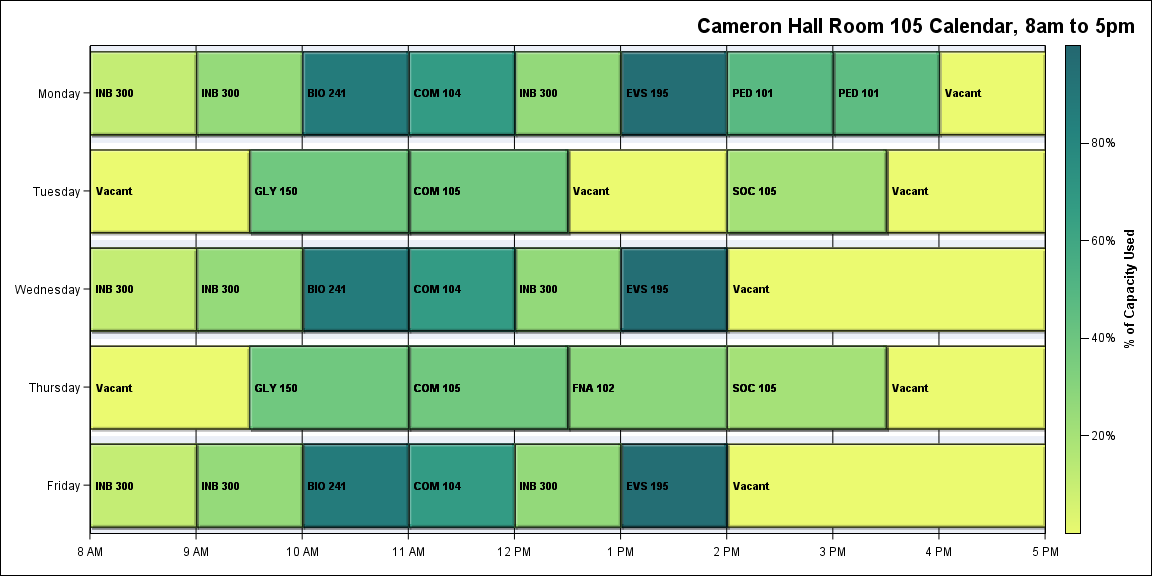 Cameron Hall Room 105 Calendar, 8am to 5pm
Monday INB 300 INB 300 BIO 241 COM 104 INB 300 EVS 195 PED 101 PED 101 Vacant
Tuesday Vacant GLY 150 COM 105 Vacant SOC 105 Vacant
Wednesday INB 300 INB 300 BIO 241 COM 104 INB 300 EVS 195 Vacant
Thursday Vacant GLY 150 COM 105 FNA 102 SOC 105 Vacant
Friday INB 300 INB 300 BIO 241 COM 104 INB 300 EVS 195 Vacant
8 AM 9 AM 10 AM 11 AM 12 PM 1 PM 2 PM 3 PM 4 PM 5 PM
80%
60%
40%
20%
% of Capacity Used